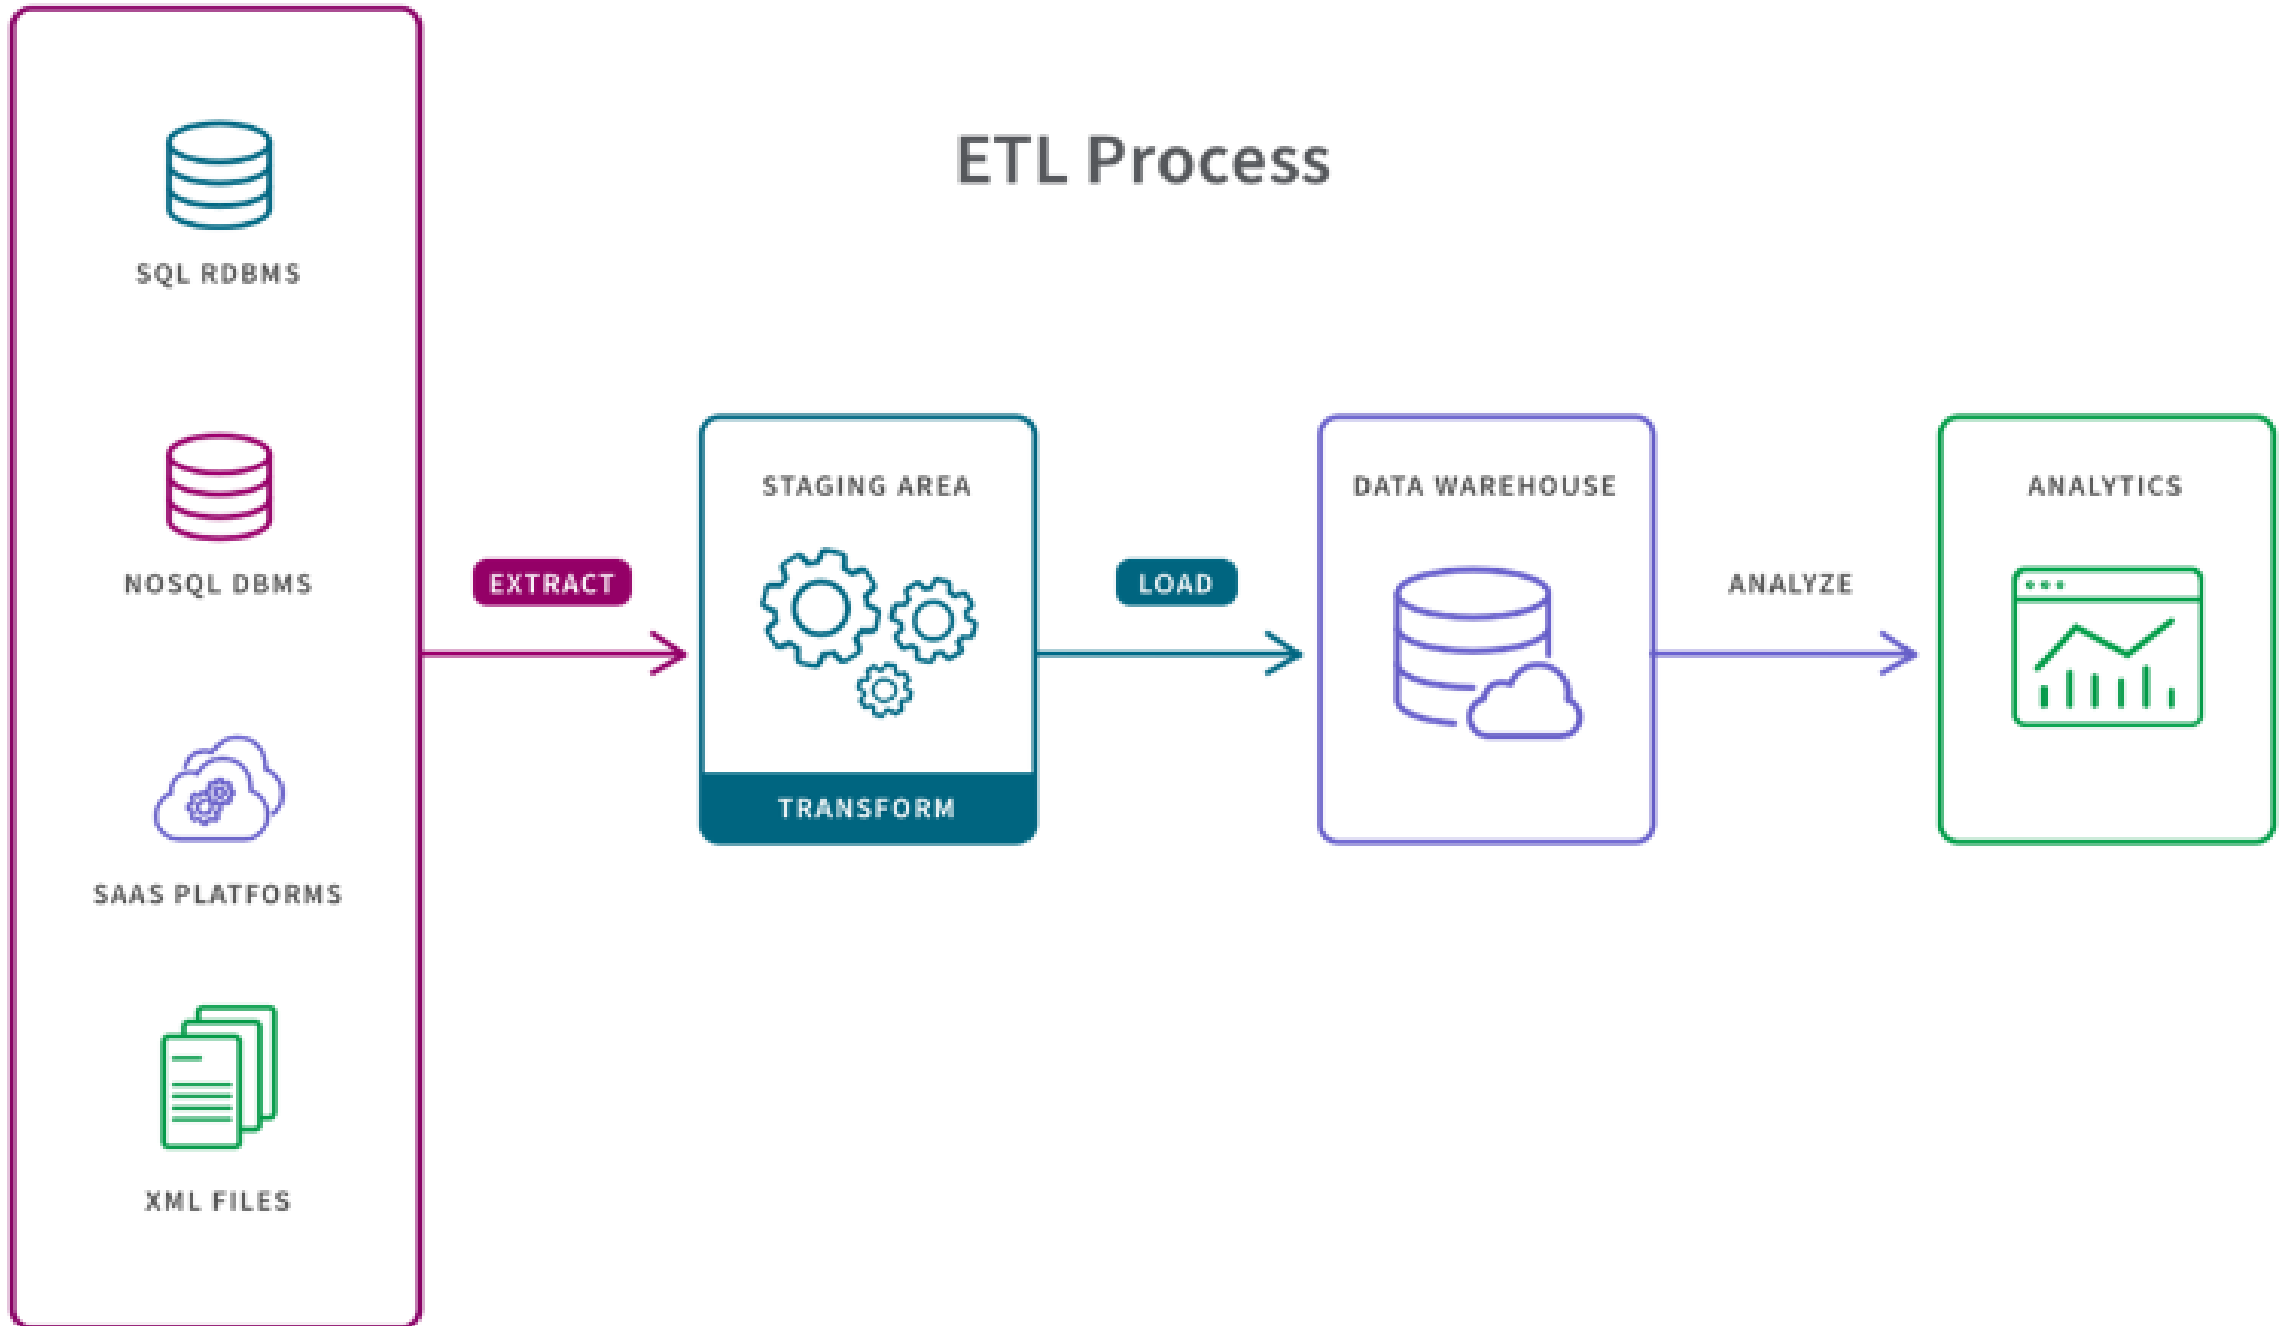 ETL Process
SQL RDBMS
NOSQL DBMS
SAAS PLATFORMS
XML FILES
EXTRACT
STAGING AREA
TRANSFORM
LOAD
DATA WAREHOUSE
ANALYZE
ANALYTICS